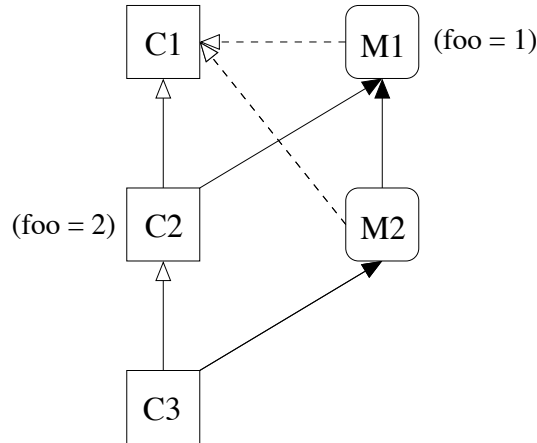 C1 M1 (foo = 1)
(foo = 2) C2 M2
C3